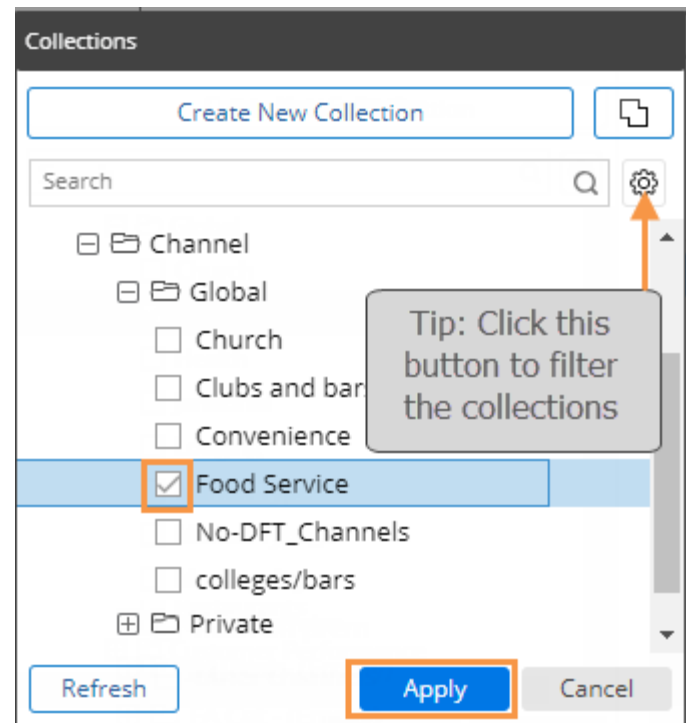 Collections
Create New Collection
Search
Channel
Global
Church
Tip: Click this
button to filter
the collections
Clubs and bar
Convenience
Food Service
No-DFT_Channels
colleges/bars
Private
Refresh
Apply
Cancel